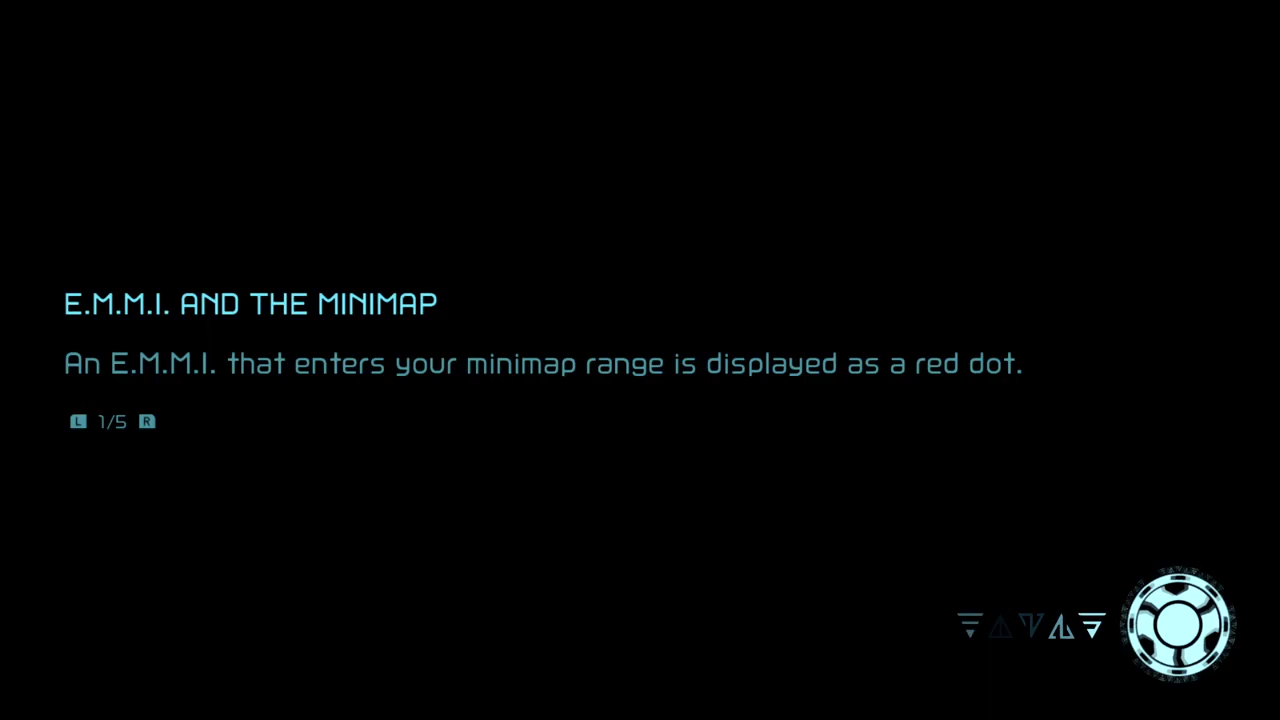 E.M.M.I. AND THE MINIMAP
An E.M.M.I. that enters your minimap range is displayed as a red dot.
L 1/5 R